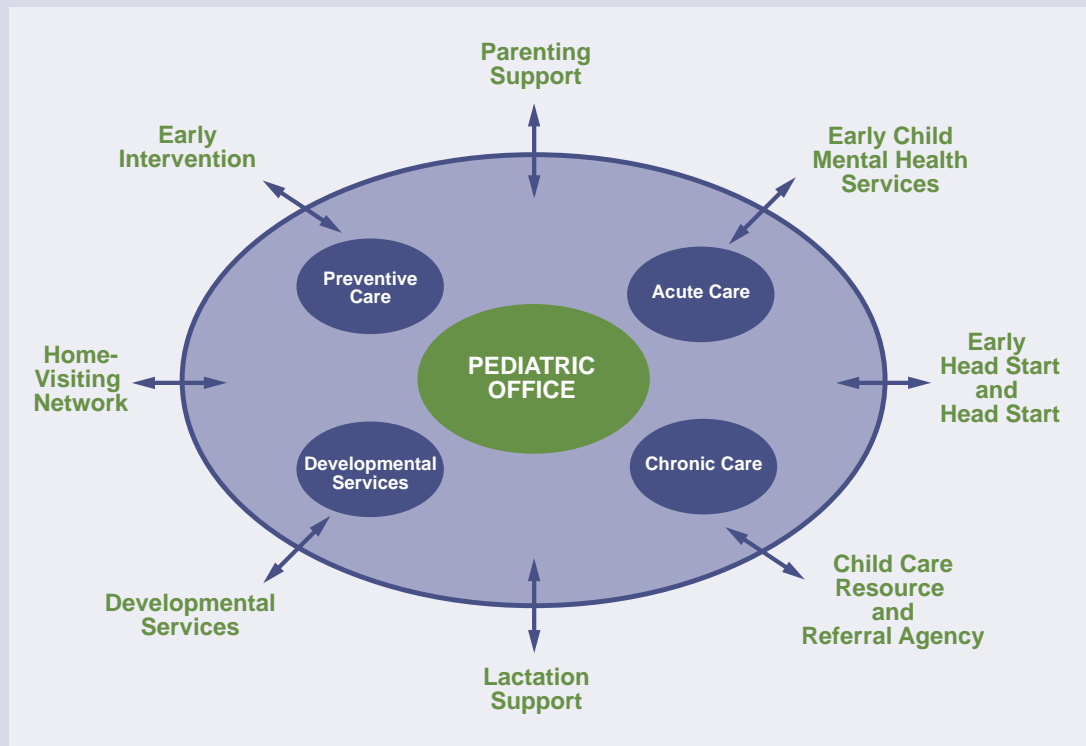 Parenting
Support
Early
Intervention
Early Child
Mental Health
Services
Preventive
Care
Acute Care
Home-
Visiting
Network
PEDIATRIC
OFFICE
Early
Head Start
and
Head Start
Developmental
Services
Chronic Care
Developmental
Services
Child Care
Resource
and
Referral Agency
Lactation
Support